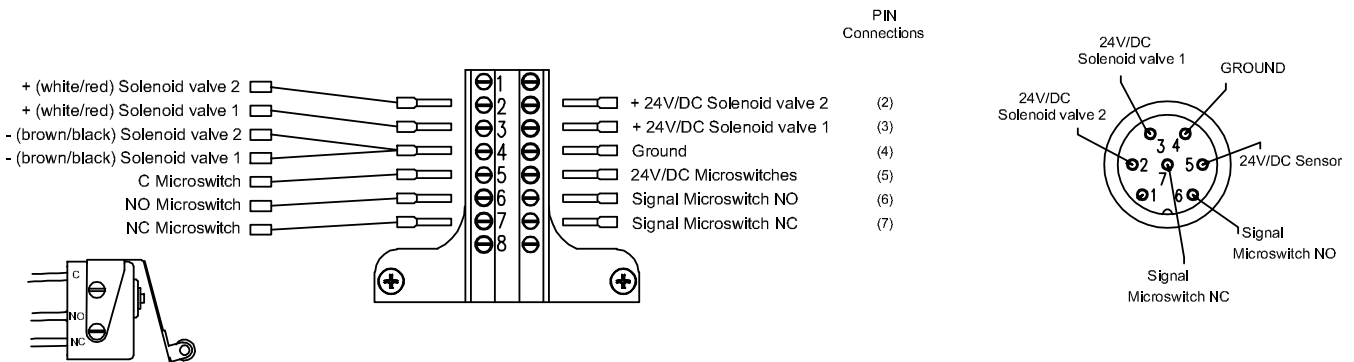 PIN
Connections
+ (white/red) Solenoid valve 2
+ (white/red) Solenoid valve 1
- (brown/black) Solenoid valve 2
- (brown/black) Solenoid valve 1
C Microswitch
NO Microswitch
NC Microswitch
1
2
3
4
5
6
7
8
+ 24V/DC Solenoid valve 2 (2)
+ 24V/DC Solenoid valve 1 (3)
Ground (4)
24V/DC Microswitches (5)
Signal Microswitch NO (6)
Signal Microswitch NC (7)
C
NO
NC
24V/DC
Solenoid valve 1
GROUND
24V/DC
Solenoid valve 2
3 4
2 7 5
1 6
24V/DC Sensor
Signal
Microswitch NO
Signal
Microswitch NC